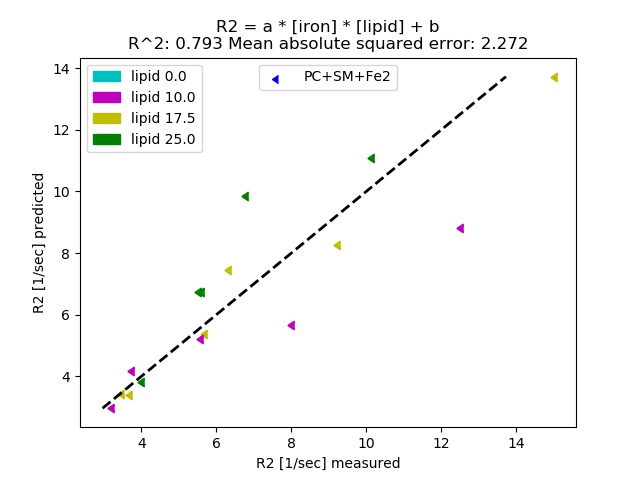 R2 = a * [iron] * [lipid] + b
R^2: 0.793 Mean absolute squared error: 2.272
lipid 0.0
lipid 10.0
lipid 17.5
lipid 25.0
PC+SM+Fe2
R2 [1/sec] predicted
14
12
10
8
6
4
4 6 8 10 12 14
R2 [1/sec] measured